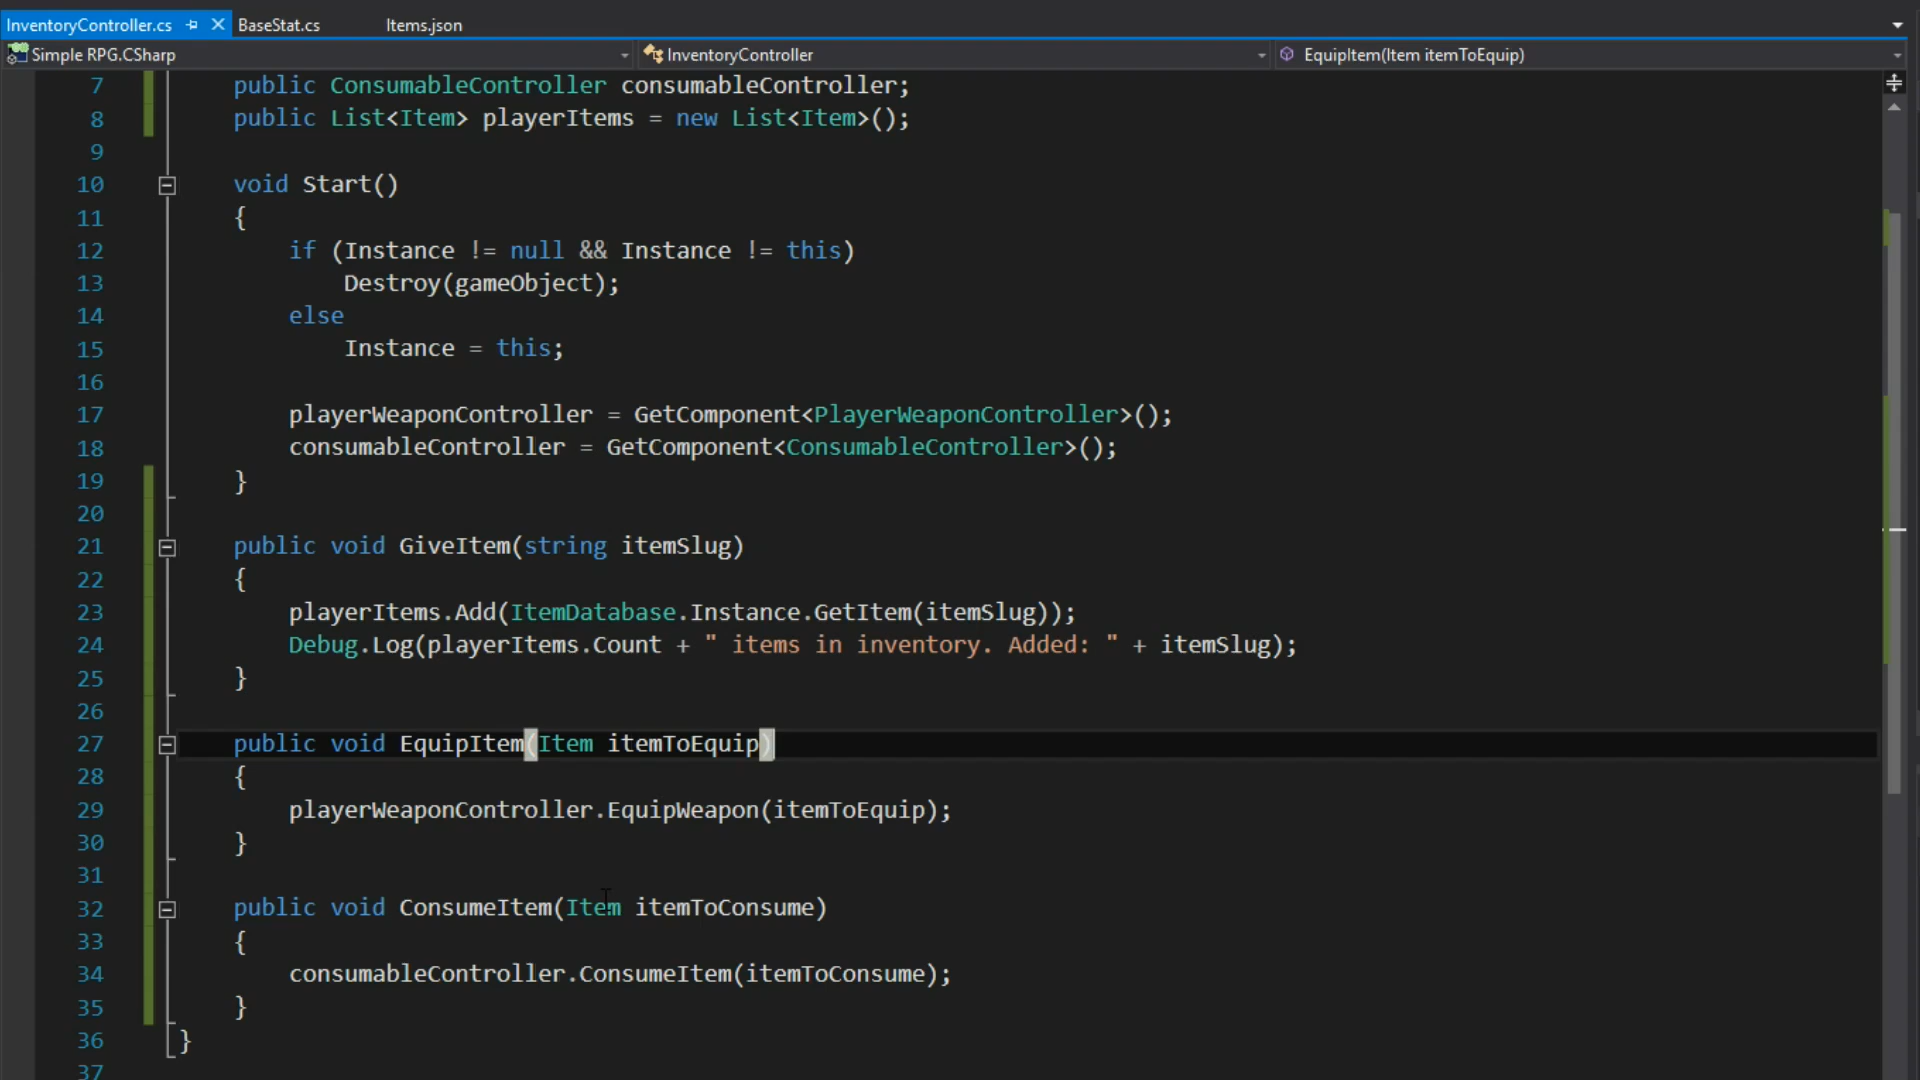 InventoryController.cs BaseStat.cs Items.json
Simple RPG.CSharp InventoryController EquipItem(Item itemToEquip)
7 public ConsumableController consumableController;
8 public List<Item> playerItems = new List<Item>();
9
10 void Start()
11 {
12 if (Instance != null && Instance != this)
13 Destroy(gameObject);
14 else
15 Instance = this;
16
17 playerWeaponController = GetComponent<PlayerWeaponController>();
18 consumableController = GetComponent<ConsumableController>();
19 }
20
21 public void GiveItem(string itemSlug)
22 {
23 playerItems.Add(ItemDatabase.Instance.GetItem(itemSlug));
24 Debug.Log(playerItems.Count + " items in inventory. Added: " + itemSlug);
25 }
26
27 public void EquipItem(Item itemToEquip)
28 {
29 playerWeaponController.EquipWeapon(itemToEquip);
30 }
31
32 public void ConsumeItem(Item itemToConsume)
33 {
34 consumableController.ConsumeItem(itemToConsume);
35 }
36 }
37